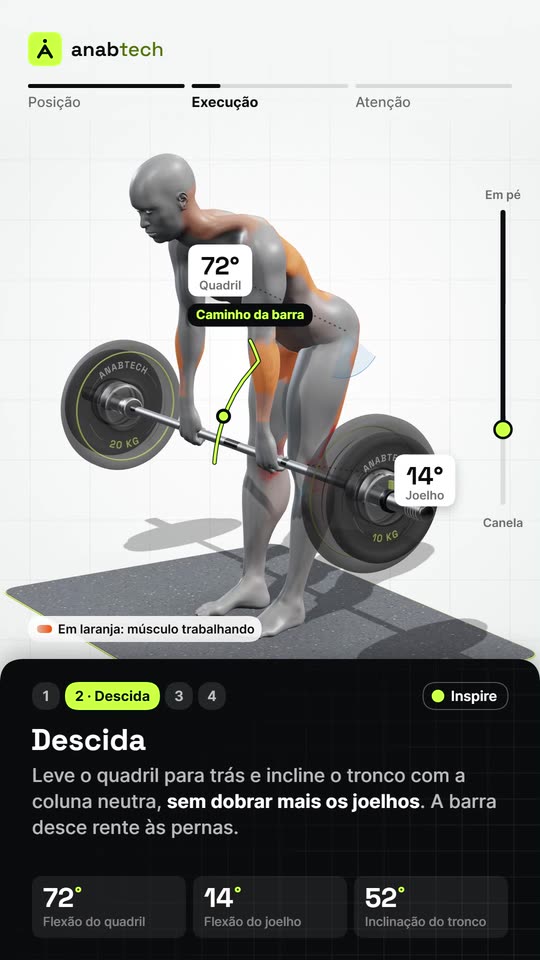 anabtech
Posição
Execução
Atenção
Em pé
72°
Quadril
Caminho da barra
ANABTECH
20 KG
ANABTE
14°
Joelho
10 KG
Canela
Em laranja: músculo trabalhando
1
2 · Descida
3
4
Inspire
Descida
Leve o quadril para trás e incline o tronco com a
coluna neutra, sem dobrar mais os joelhos. A barra
desce rente às pernas.
72°
Flexão do quadril
14°
Flexão do joelho
52°
Inclinação do tronco